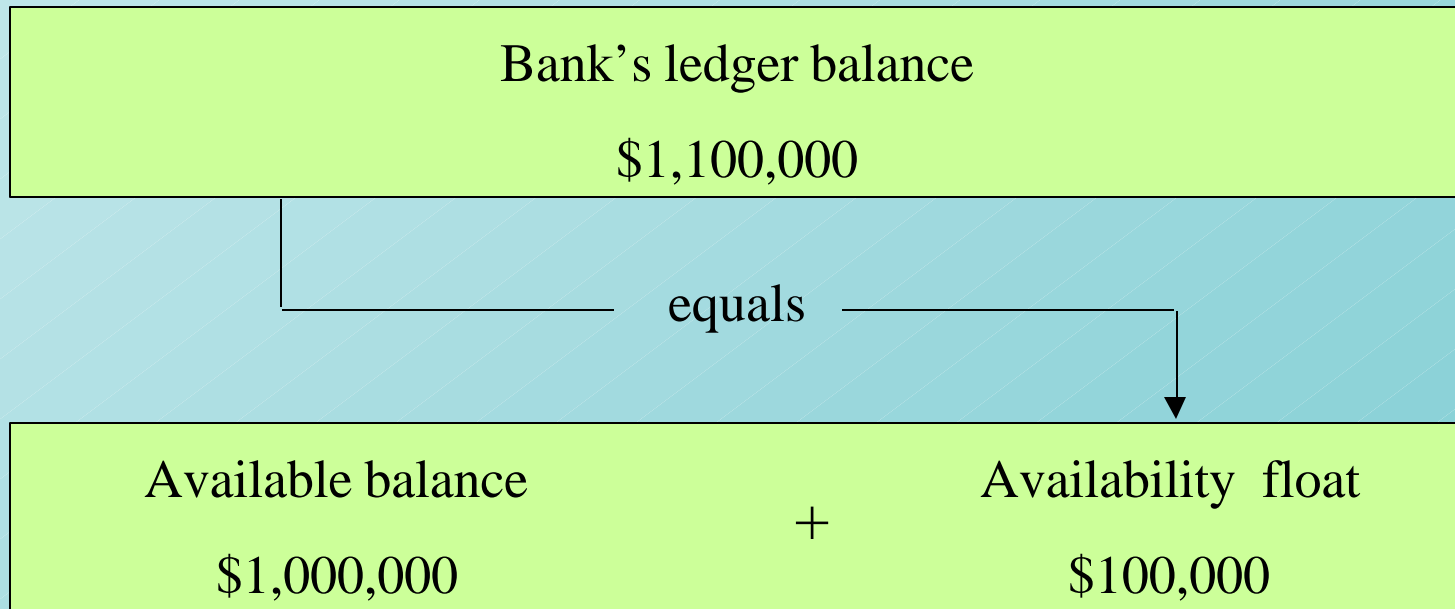 Bank’s ledger balance
$1,100,000
equals
Available balance
+
Availability float
$1,000,000
$100,000